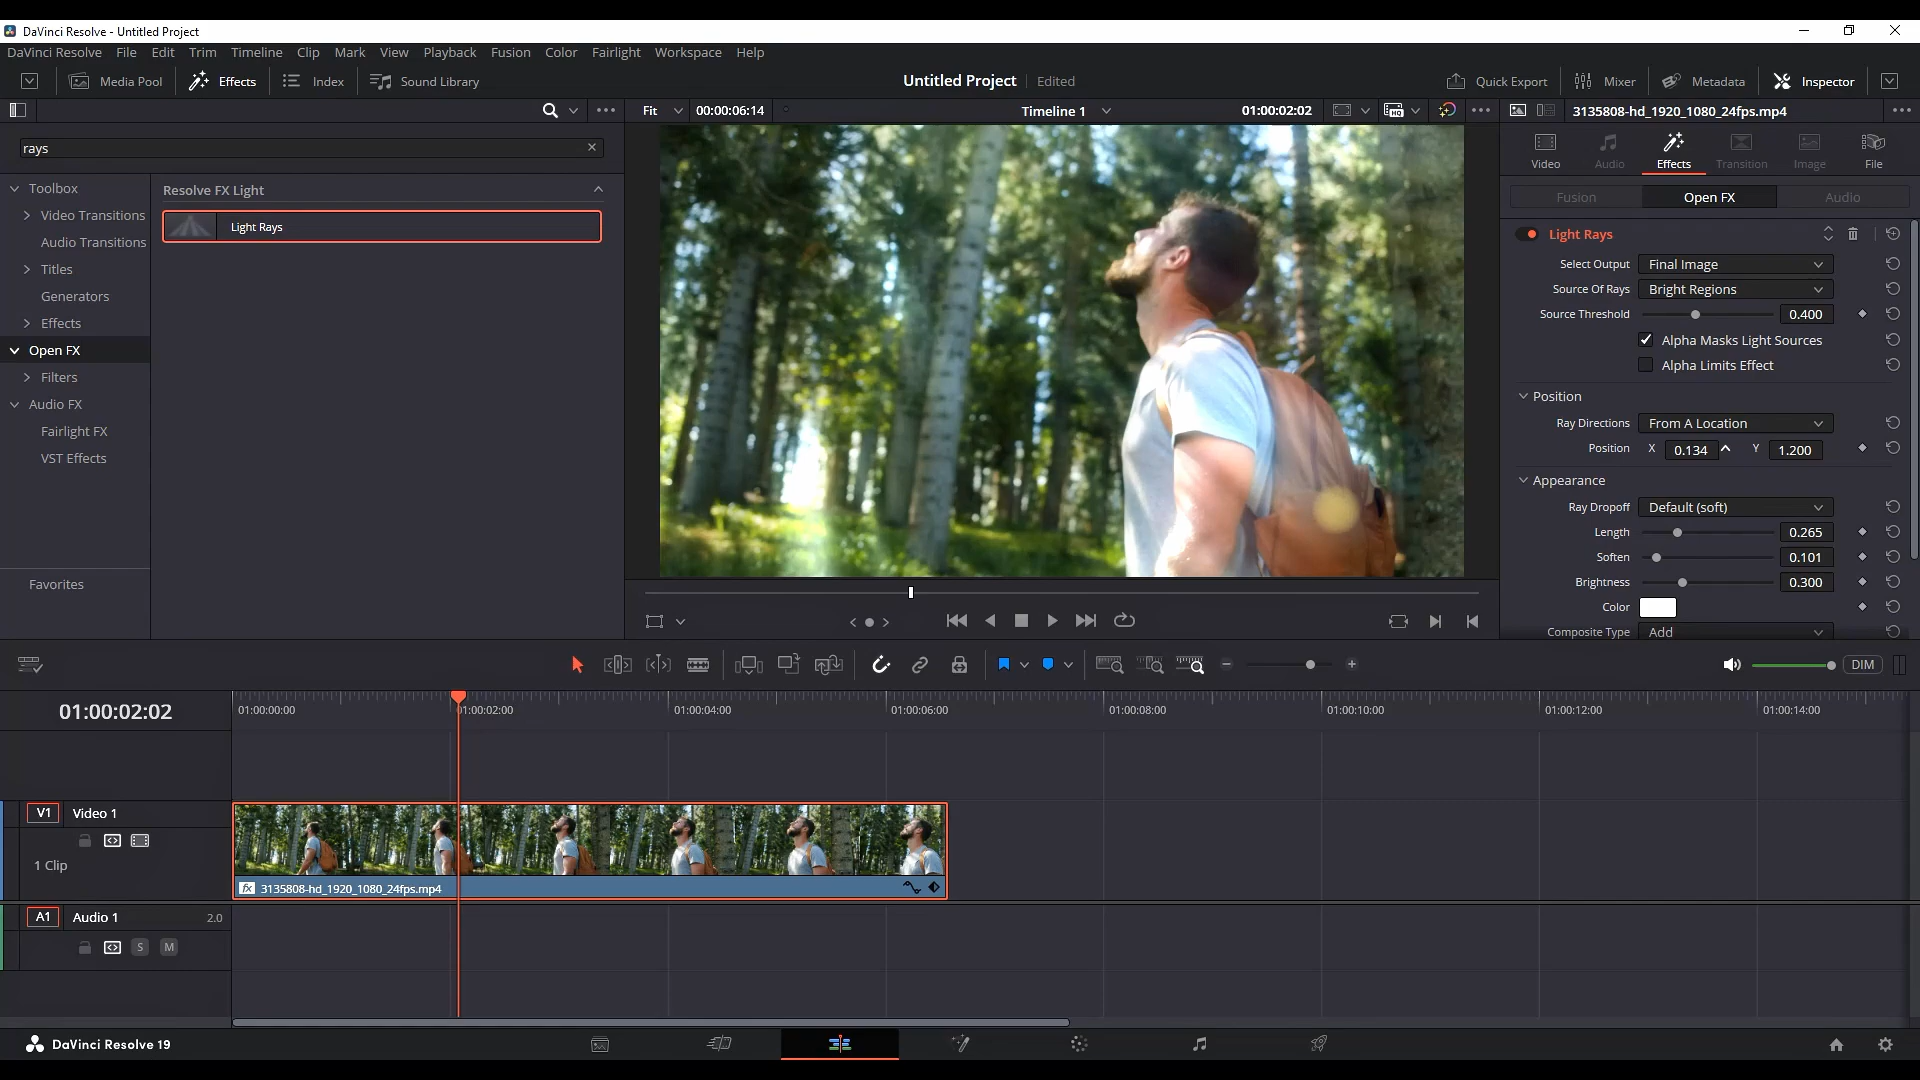 DaVinci Resolve - Untitled Project
DaVinci Resolve File Edit Trim Timeline Clip Mark View Playback Fusion Color Fairlight Workspace Help
Media Pool Effects Index Sound Library Untitled Project Edited Quick Export Mixer Metadata Inspector
Fit 00:00:06:14 Timeline 1 01:00:02:02 3135808-hd_1920_1080_24fps.mp4
rays
Video Audio Effects Transition Image File
Fusion Open FX Audio
Toolbox
Video Transitions
Audio Transitions
Titles
Generators
Effects
Open FX
Filters
Audio FX
Fairlight FX
VST Effects
Favorites
Resolve FX Light
Light Rays
Light Rays
Select Output Final Image
Source Of Rays Bright Regions
Source Threshold 0.400
Alpha Masks Light Sources
Alpha Limits Effect
Position
Ray Directions From A Location
Position X 0.134 Y 1.200
Appearance
Ray Dropoff Default (soft)
Length 0.265
Soften 0.101
Brightness 0.300
Color
Composite Type Add
DIM
01:00:02:02 01:00:00:00 01:00:02:00 01:00:04:00 01:00:06:00 01:00:08:00 01:00:10:00 01:00:12:00 01:00:14:00
V1 Video 1
1 Clip
fx 3135808-hd_1920_1080_24fps.mp4
A1 Audio 1 2.0
S M
DaVinci Resolve 19